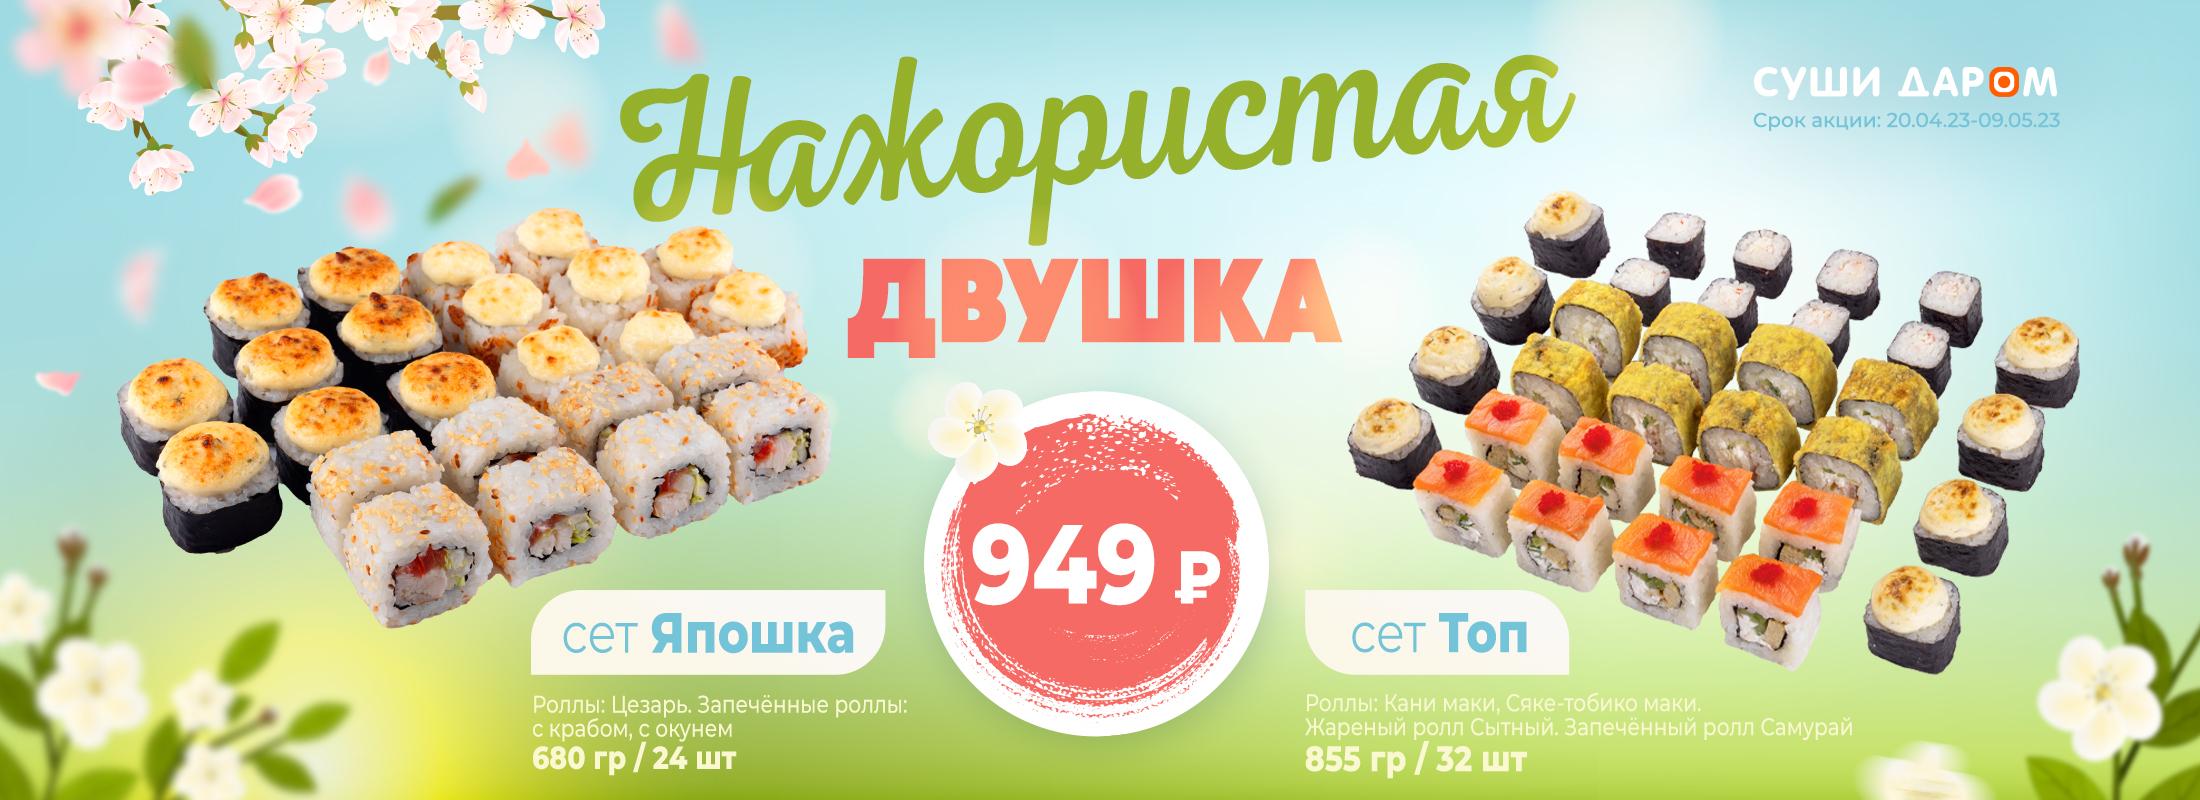 Нажористая
СУШИ ДАРОМ
Срок акции: 20.04.23-09.05.23
ДВУШКА
949 ₽
сет Япошка
Роллы: Цезарь. Запечённые роллы:
с крабом, с окунем
680 гр / 24 шт
сет Топ
Роллы: Кани маки, Сяке-тобико маки.
Жареный ролл Сытный. Запечённый ролл Самурай
855 гр / 32 шт